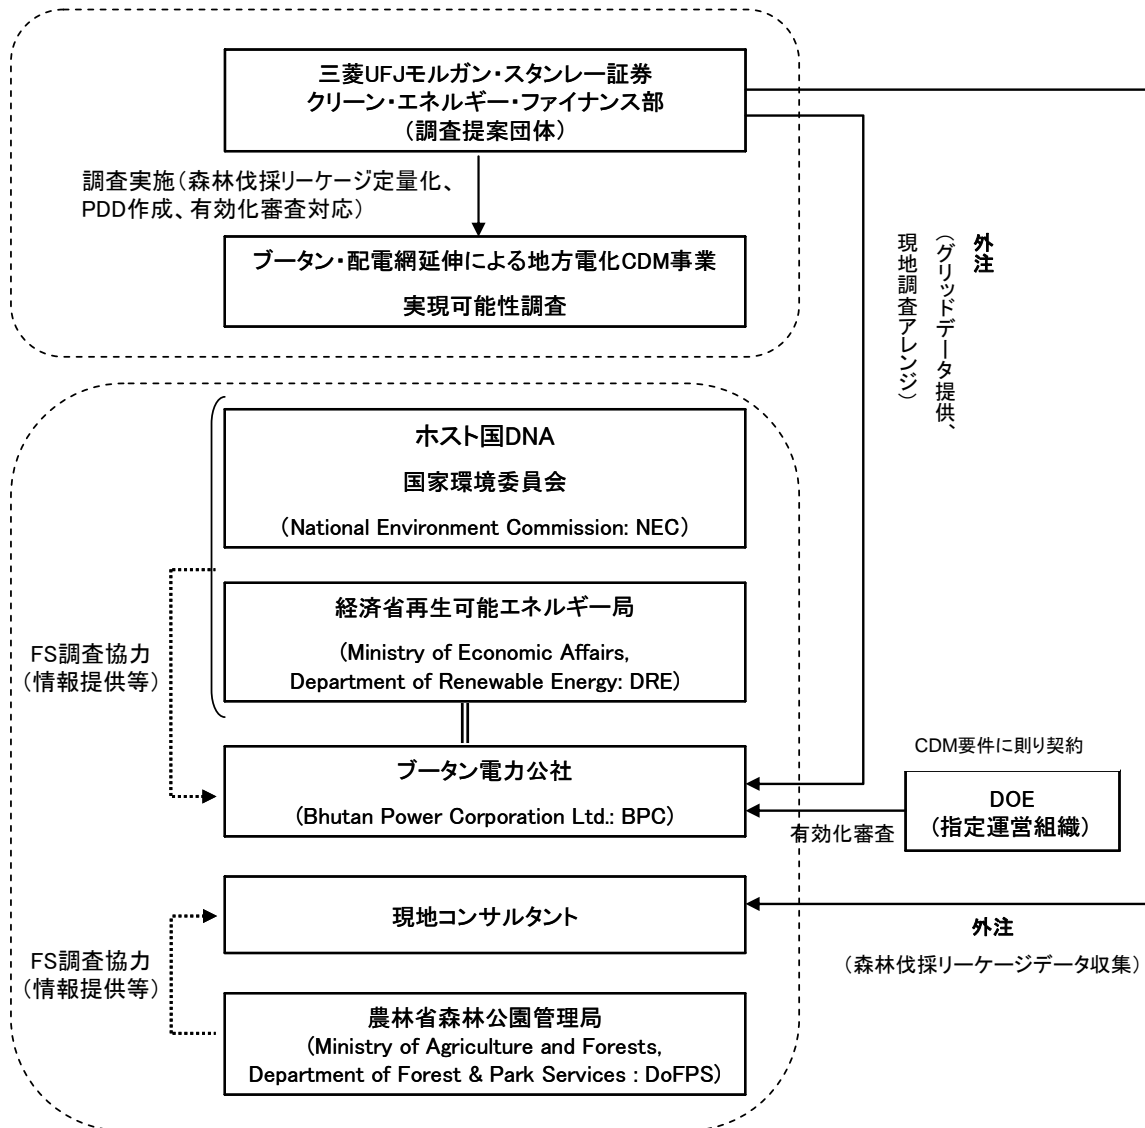 三菱UFJモルガン・スタンレー証券
クリーン・エネルギー・ファイナンス部
（調査提案団体）
調査実施（森林伐採リーケージ定量化、
PDD作成、有効化審査対応）
ブータン・配電網延伸による地方電化CDM事業
実現可能性調査
外注
（グリッドデータ提供、
現地調査アレンジ）
ホスト国DNA
国家環境委員会
（National Environment Commission: NEC）
経済省再生可能エネルギー局
（Ministry of Economic Affairs,
Department of Renewable Energy: DRE）
FS調査協力
（情報提供等）
ブータン電力公社
（Bhutan Power Corporation Ltd.: BPC）
CDM要件に則り契約
DOE
（指定運営組織）
有効化審査
現地コンサルタント
外注
（森林伐採リーケージデータ収集）
FS調査協力
（情報提供等）
農林省森林公園管理局
（Ministry of Agriculture and Forests,
Department of Forest & Park Services : DoFPS）